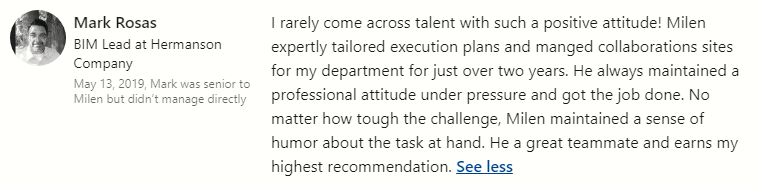 Mark Rosas
BIM Lead at Hermanson
Company
May 13, 2019, Mark was senior to
Milen but didn't manage directly
I rarely come across talent with such a positive attitude! Milen
expertly tailored execution plans and manged collaborations sites
for my department for just over two years. He always maintained a
professional attitude under pressure and got the job done. No
matter how tough the challenge, Milen maintained a sense of
humor about the task at hand. He a great teammate and earns my
highest recommendation. See less